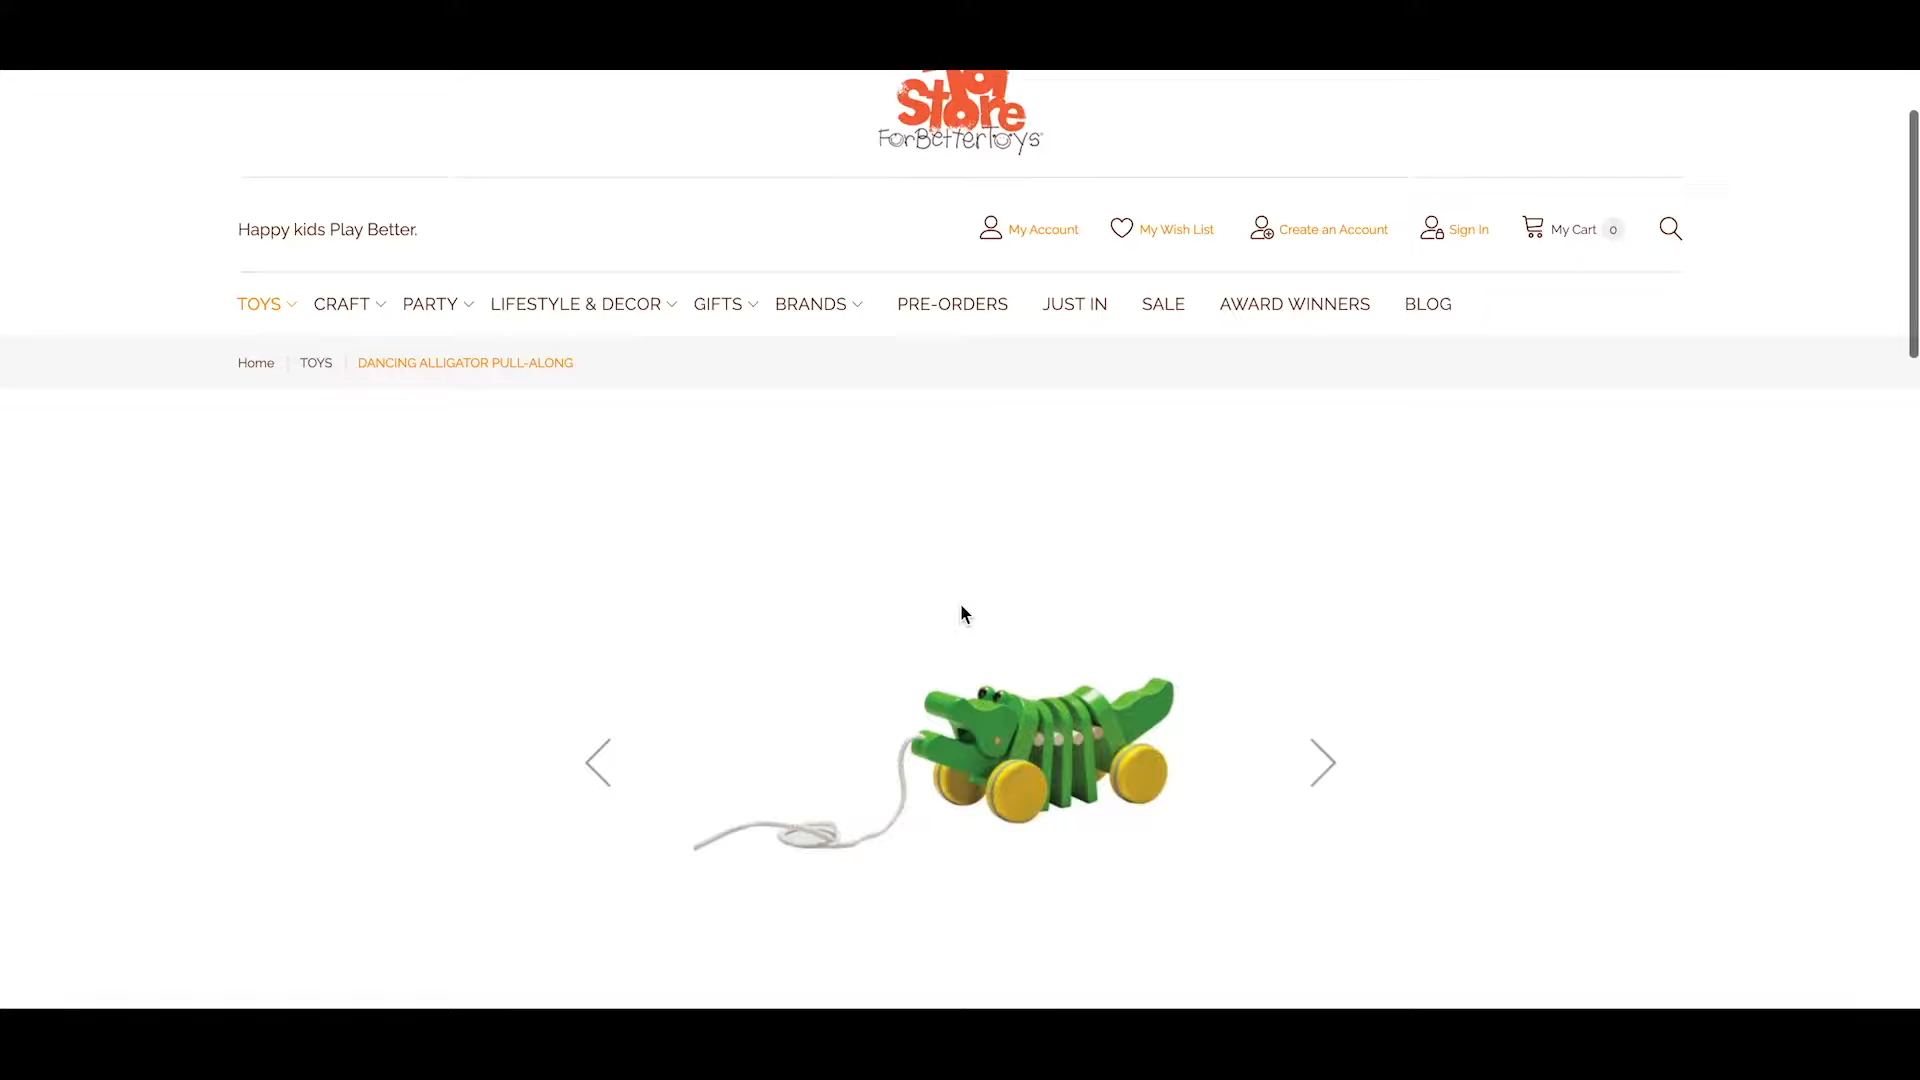 Store
ForBetterToys
Happy kids Play Better.
My Account
My Wish List
Create an Account
Sign In
My Cart 0
TOYS CRAFT PARTY LIFESTYLE & DECOR GIFTS BRANDS PRE-ORDERS JUST IN SALE AWARD WINNERS BLOG
Home TOYS DANCING ALLIGATOR PULL-ALONG